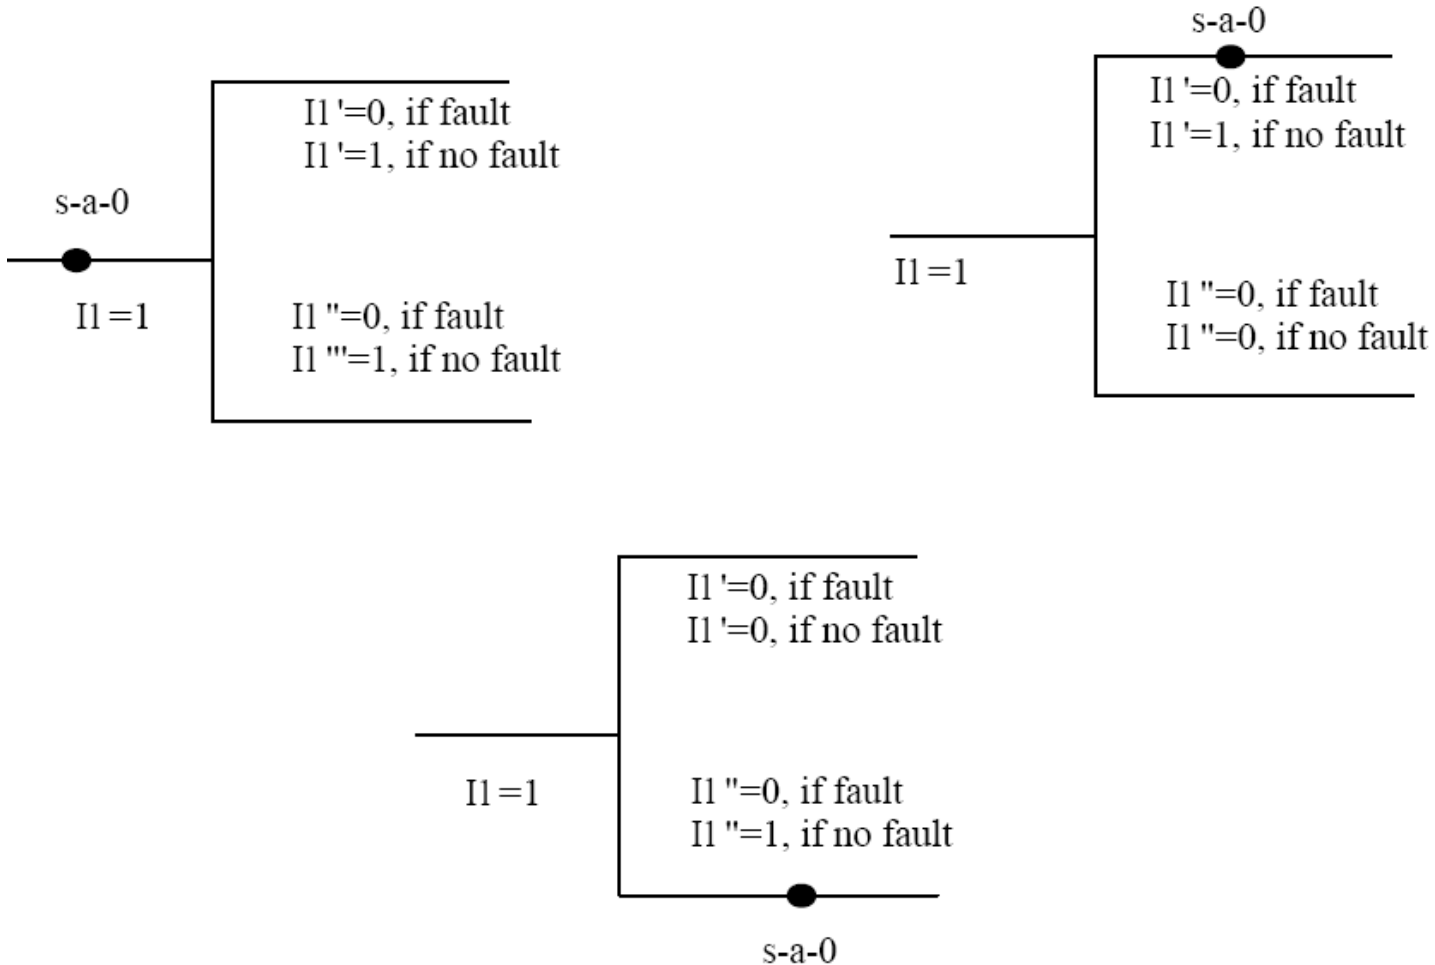 s-a-0
I1'=0, if fault
I1'=1, if no fault
I1=1
I1"=0, if fault
I1"'=1, if no fault
s-a-0
I1'=0, if fault
I1'=1, if no fault
I1=1
I1"=0, if fault
I1"=0, if no fault
I1'=0, if fault
I1'=0, if no fault
I1=1
I1"=0, if fault
I1"=1, if no fault
s-a-0